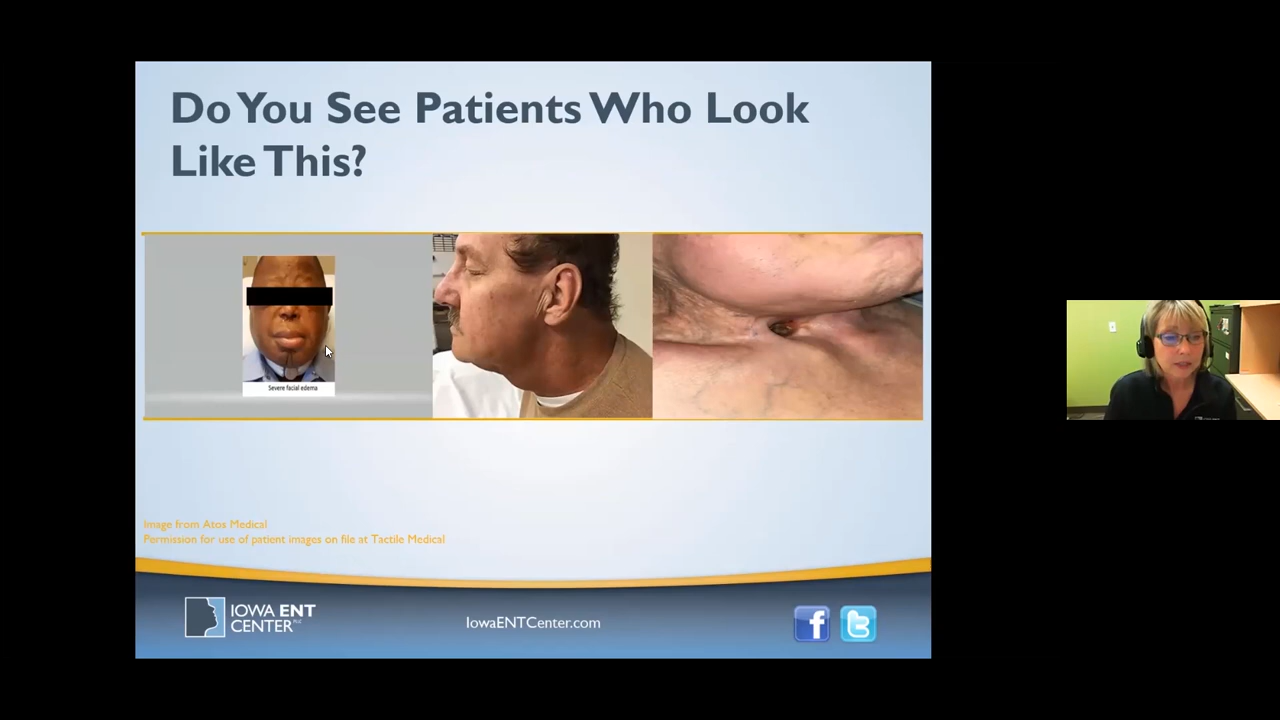 Do You See Patients Who Look
Like This?
Severe facial edema
Image from Atos Medical
Permission for use of patient images on file at Tactile Medical
IOWA ENT
CENTER
IowaENTCenter.com